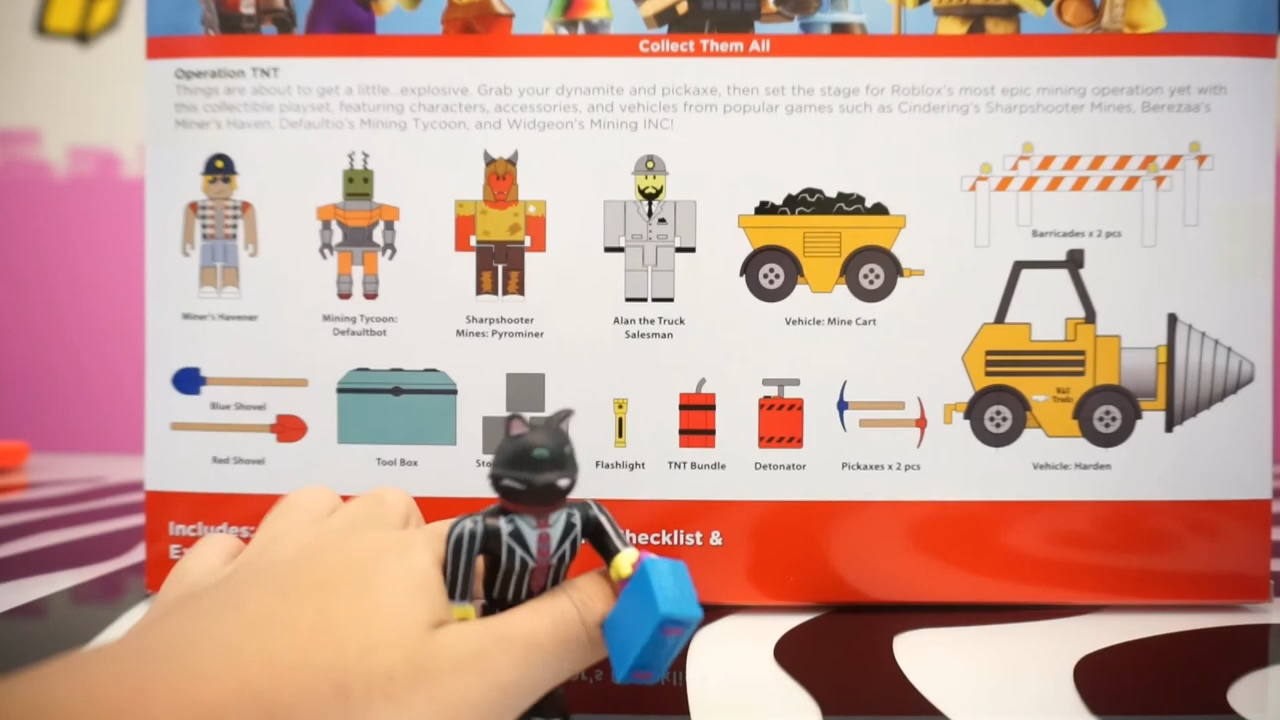 Collect Them All
Operation TNT
Things are about to get a little...explosive. Grab your dynamite and pickaxe, then set the stage for Roblox's most epic mining operation yet with
this collectible playset, featuring characters, accessories, and vehicles from popular games such as Cindering's Sharpshooter Mines, Berezaa's
Miner's Haven, Defaultio's Mining Tycoon, and Widgeon's Mining INC!
Miner's Havener
Mining Tycoon:
Defaultbot
Sharpshooter
Mines: Pyrominer
Alan the Truck
Salesman
Vehicle: Mine Cart
Barricades x 2 pcs
Blue Shovel
Red Shovel
Tool Box
Flashlight
TNT Bundle
Detonator
Pickaxes x 2 pcs
Vehicle: Harden
Includes:
&